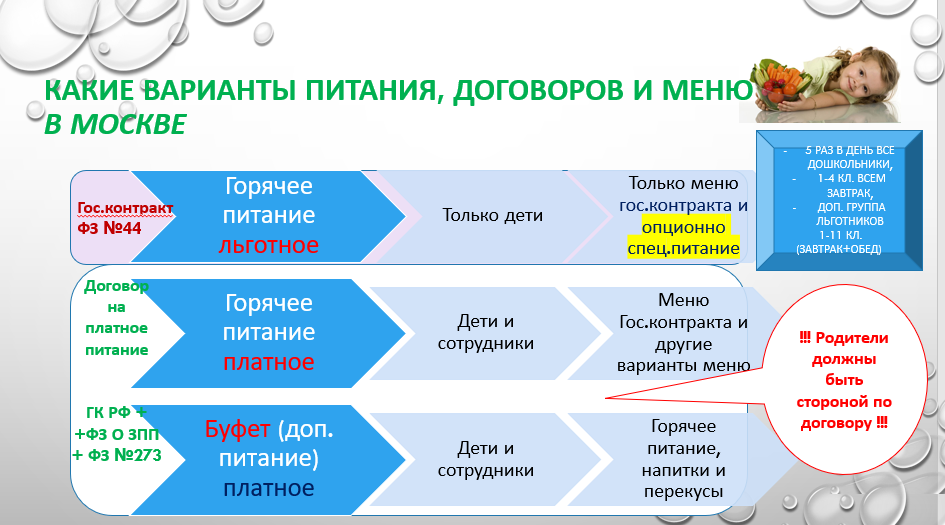 КАКИЕ ВАРИАНТЫ ПИТАНИЯ, ДОГОВОРОВ И МЕНЮ
В МОСКВЕ
- 5 РАЗ В ДЕНЬ ВСЕ
ДОШКОЛЬНИКИ,
- 1-4 КЛ. ВСЕМ
ЗАВТРАК,
- ДОП. ГРУППА
ЛЬГОТНИКОВ
1-11 КЛ.
(ЗАВТРАК+ОБЕД)
Гос.контракт
ФЗ №44
Горячее
питание
льготное
Только дети
Только меню
гос.контракта и
опционно
спец.питание
Договор
на
платное
питание
Горячее
питание
платное
Дети и
сотрудники
Меню
Гос.контракта и
другие
варианты меню
!!! Родители
должны
быть
стороной по
договору !!!
ГК РФ +
+ФЗ О ЗПП
+ ФЗ №273
Буфет (доп.
питание)
платное
Дети и
сотрудники
Горячее
питание,
напитки и
перекусы